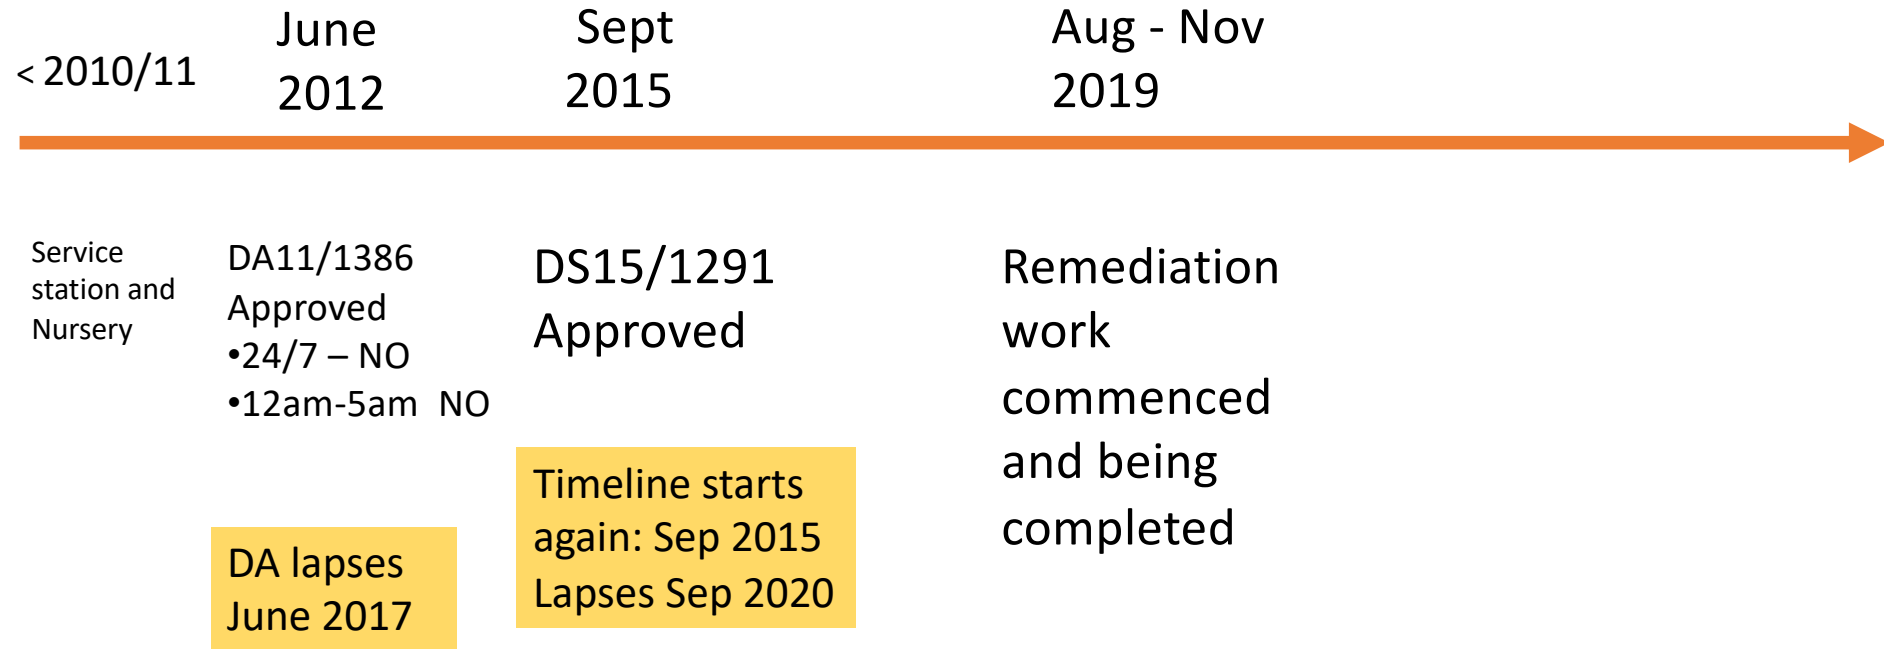 < 2010/11
June
2012
Sept
2015
Aug - Nov
2019
Service
station and
Nursery
DA11/1386
Approved
•24/7 – NO
•12am-5am  NO
DA lapses
June 2017
DS15/1291
Approved
Timeline starts
again: Sep 2015
Lapses Sep 2020
Remediation
work
commenced
and being
completed